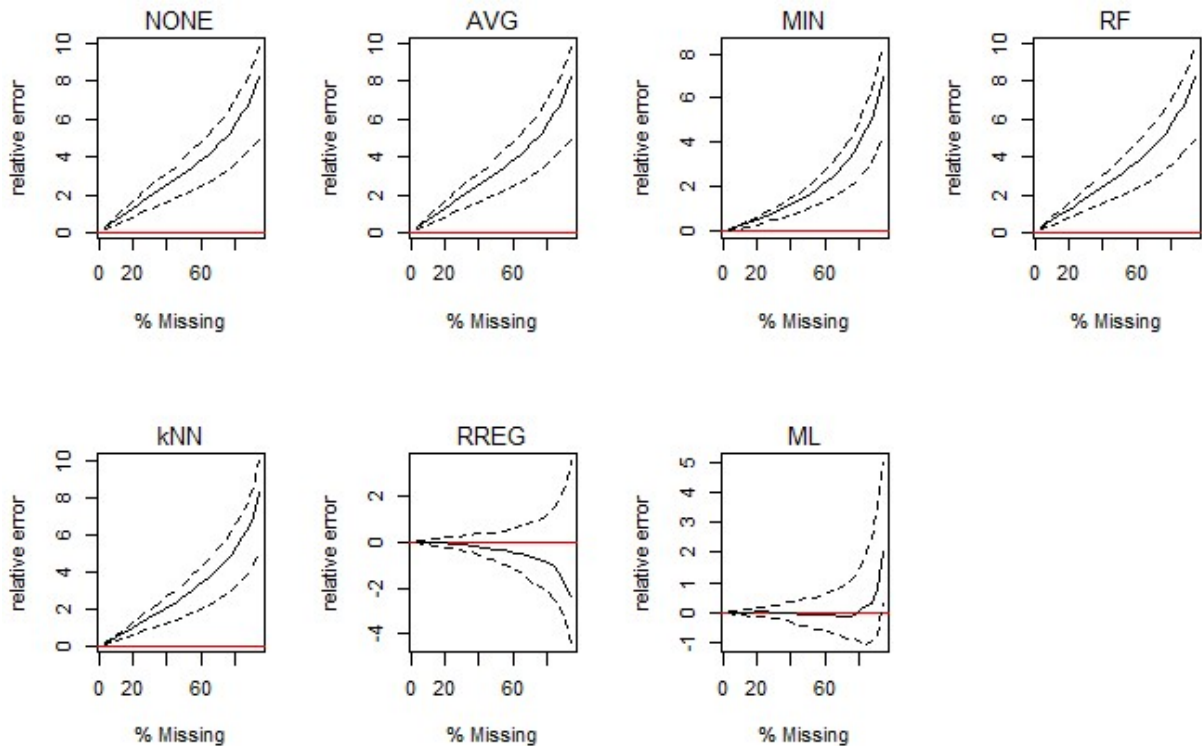 NONE
relative error
0 2 4 6 8 10
0 20 60
% Missing
AVG
relative error
0 2 4 6 8 10
0 20 60
% Missing
MIN
relative error
0 2 4 6 8
0 20 60
% Missing
RF
relative error
0 2 4 6 8 10
0 20 60
% Missing
kNN
relative error
0 2 4 6 8 10
0 20 60
% Missing
RREG
relative error
-4 -2 0 2
0 20 60
% Missing
ML
relative error
-1 0 1 2 3 4 5
0 20 60
% Missing